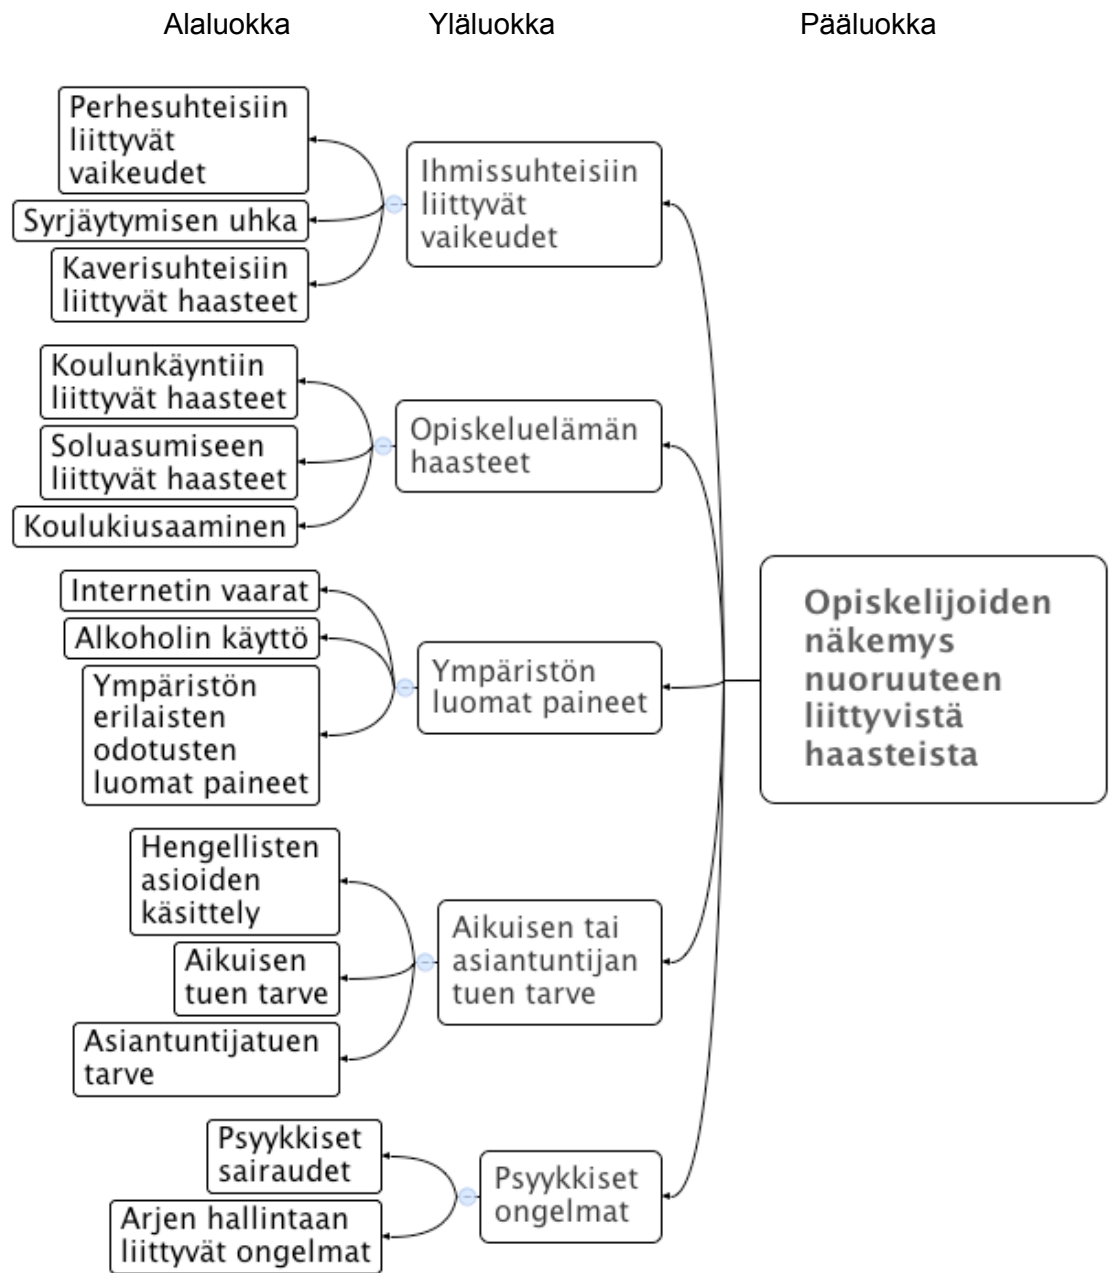 Alaluokka
Yläluokka
Pääluokka
Perhesuhteisiin
liittyvät
vaikeudet
Syrjäytymisen uhka
Kaverisuhteisiin
liittyvät haasteet
Ihmissuhteisiin
liittyvät
vaikeudet
Koulunkäyntiin
liittyvät haasteet
Soluasumiseen
liittyvät haasteet
Koulukiusaaminen
Opiskeluelämän
haasteet
Internetin vaarat
Alkoholin käyttö
Ympäristön
erilaisten
odotusten
luomat paineet
Ympäristön
luomat paineet
Hengellisten
asioiden
käsittely
Aikuisen
tuen tarve
Asiantuntijatuen
tarve
Aikuisen tai
asiantuntijan
tuen tarve
Psyykkiset
sairaudet
Arjen hallintaan
liittyvät ongelmat
Psyykkiset
ongelmat
Opiskelijoiden
näkemys
nuoruuteen
liittyvistä
haasteista